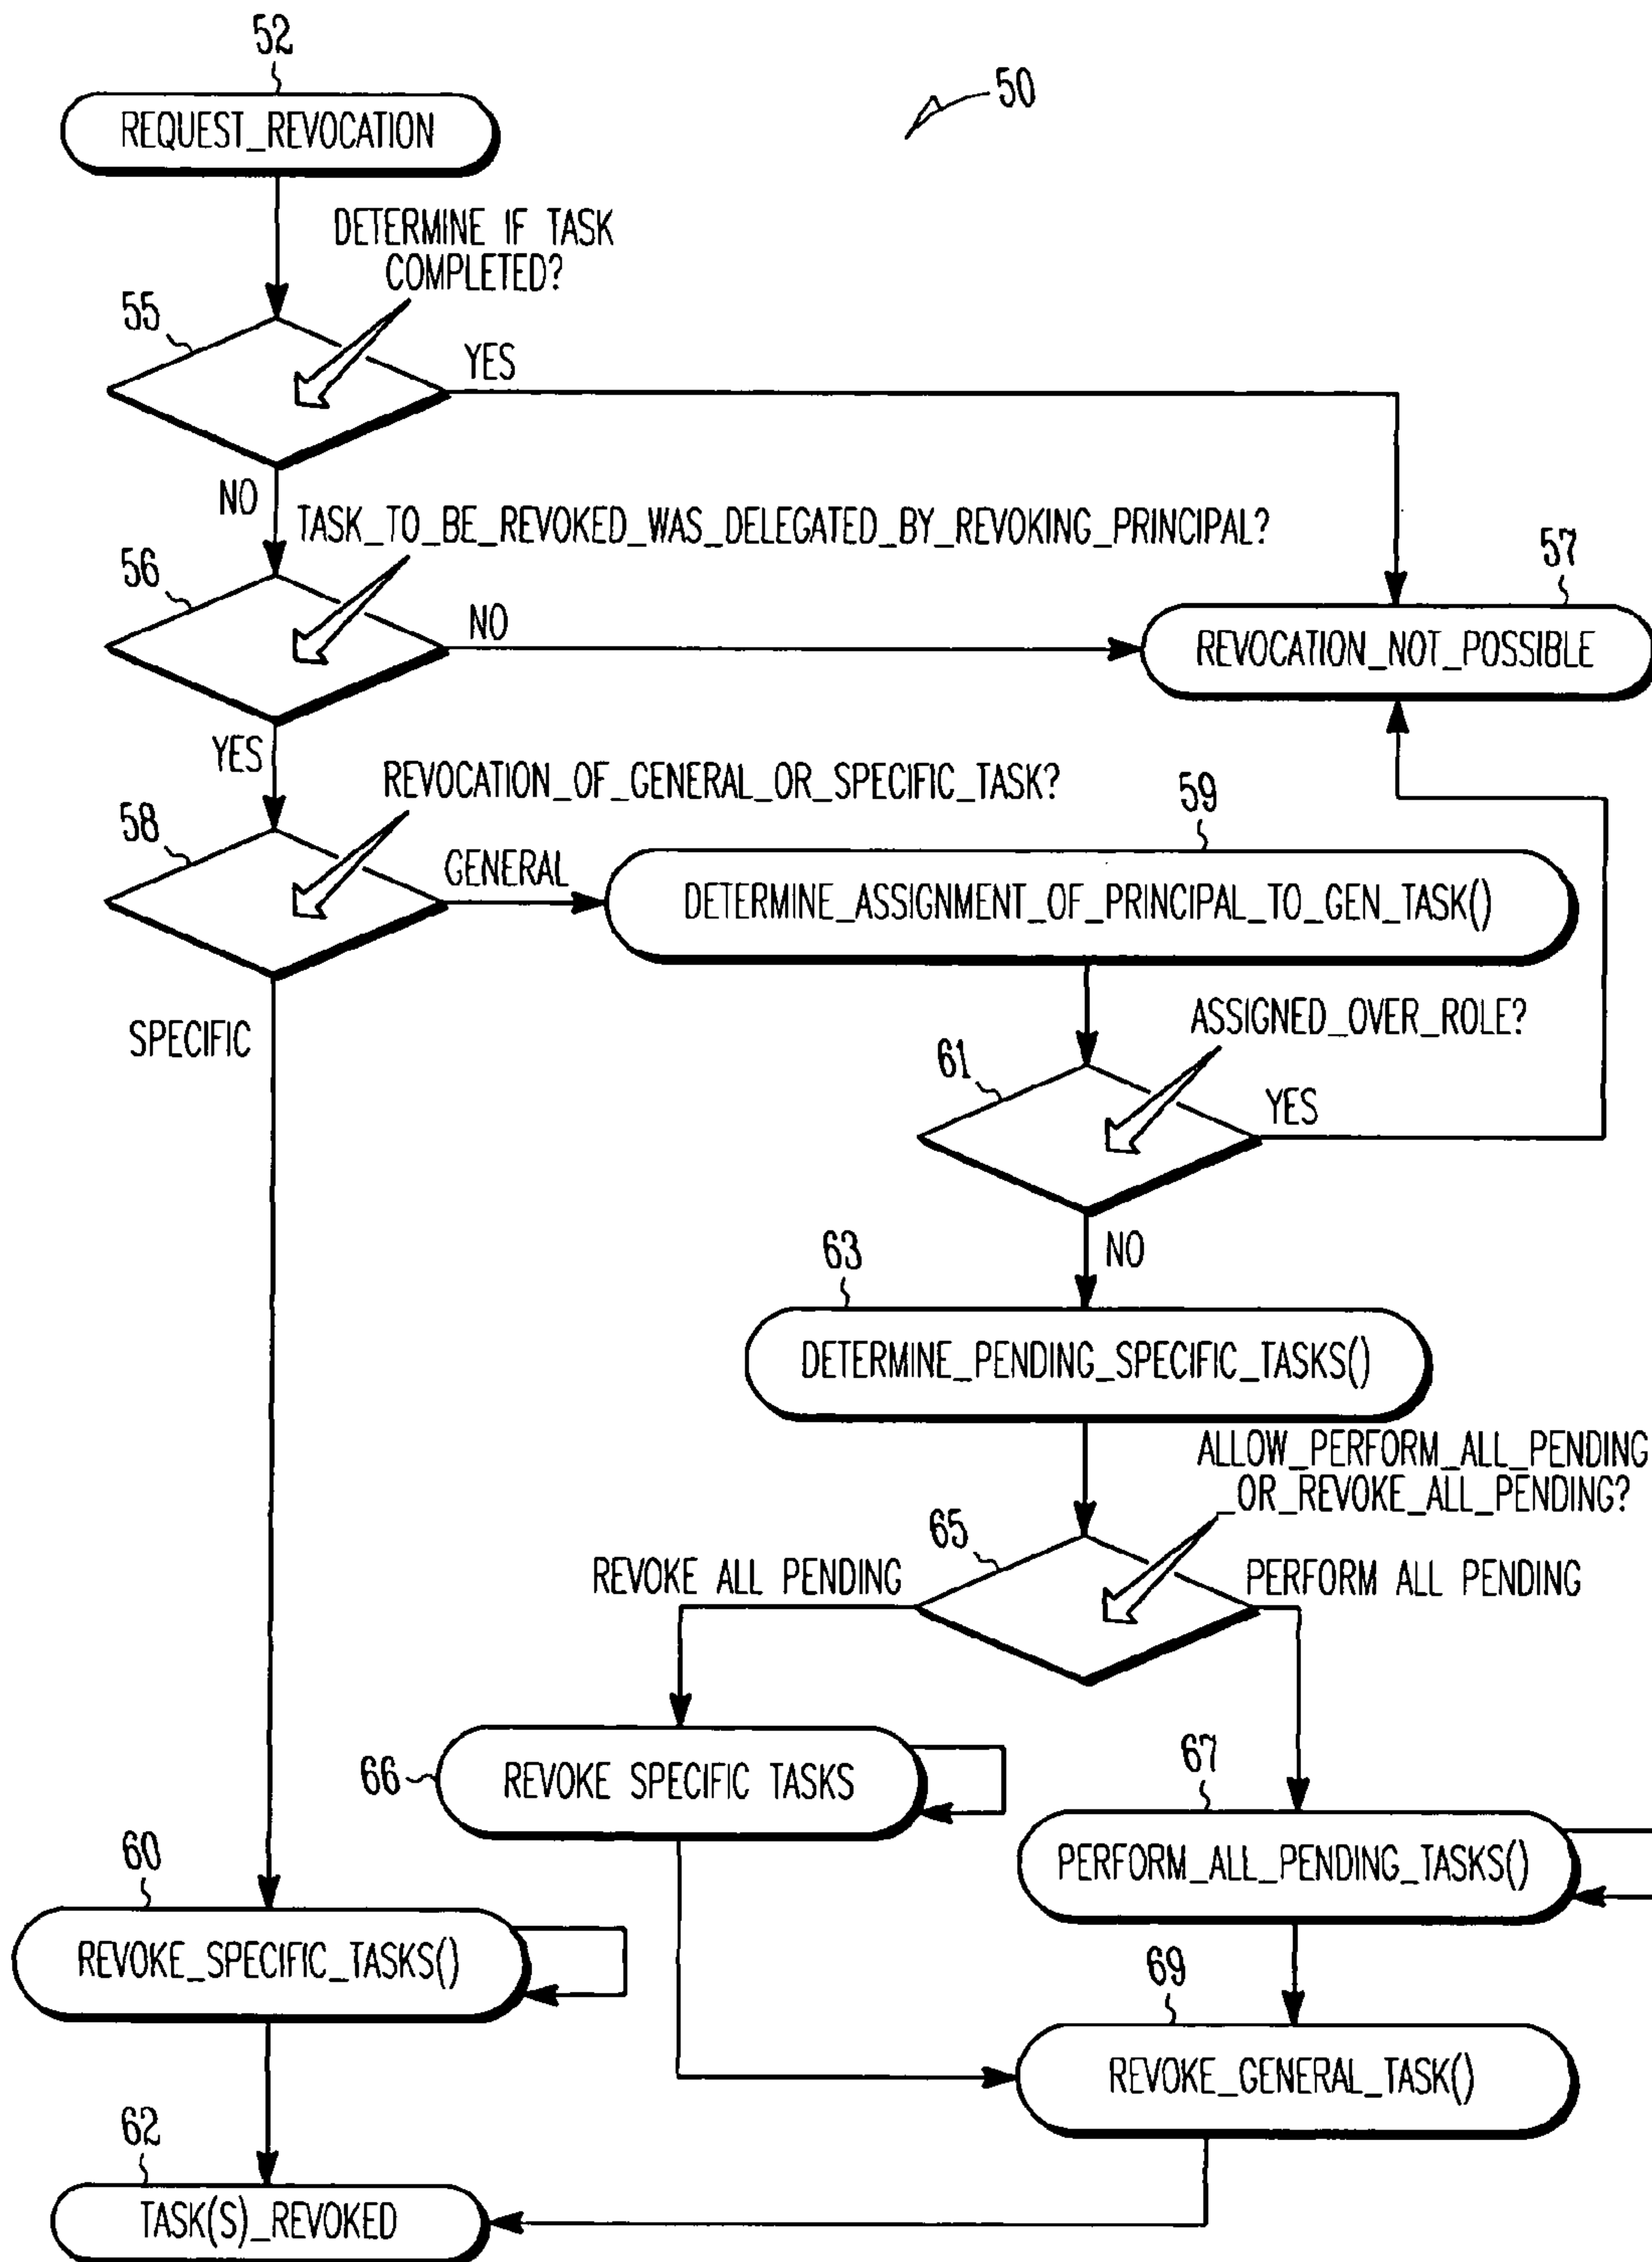 52
50
REQUEST_REVOCATION
DETERMINE IF TASK
COMPLETED?
55
YES
NO
TASK_TO_BE_REVOKED_WAS_DELEGATED_BY_REVOKING_PRINCIPAL?
56
NO
57
REVOCATION_NOT_POSSIBLE
YES
REVOCATION_OF_GENERAL_OR_SPECIFIC_TASK?
58
GENERAL
59
DETERMINE_ASSIGNMENT_OF_PRINCIPAL_TO_GEN_TASK()
SPECIFIC
ASSIGNED_OVER_ROLE?
61
YES
NO
63
DETERMINE_PENDING_SPECIFIC_TASKS()
ALLOW_PERFORM_ALL_PENDING
_OR_REVOKE_ALL_PENDING?
65
REVOKE ALL PENDING
PERFORM ALL PENDING
66
REVOKE SPECIFIC TASKS
67
PERFORM_ALL_PENDING_TASKS()
60
REVOKE_SPECIFIC_TASKS()
69
REVOKE_GENERAL_TASK()
62
TASK(S)_REVOKED